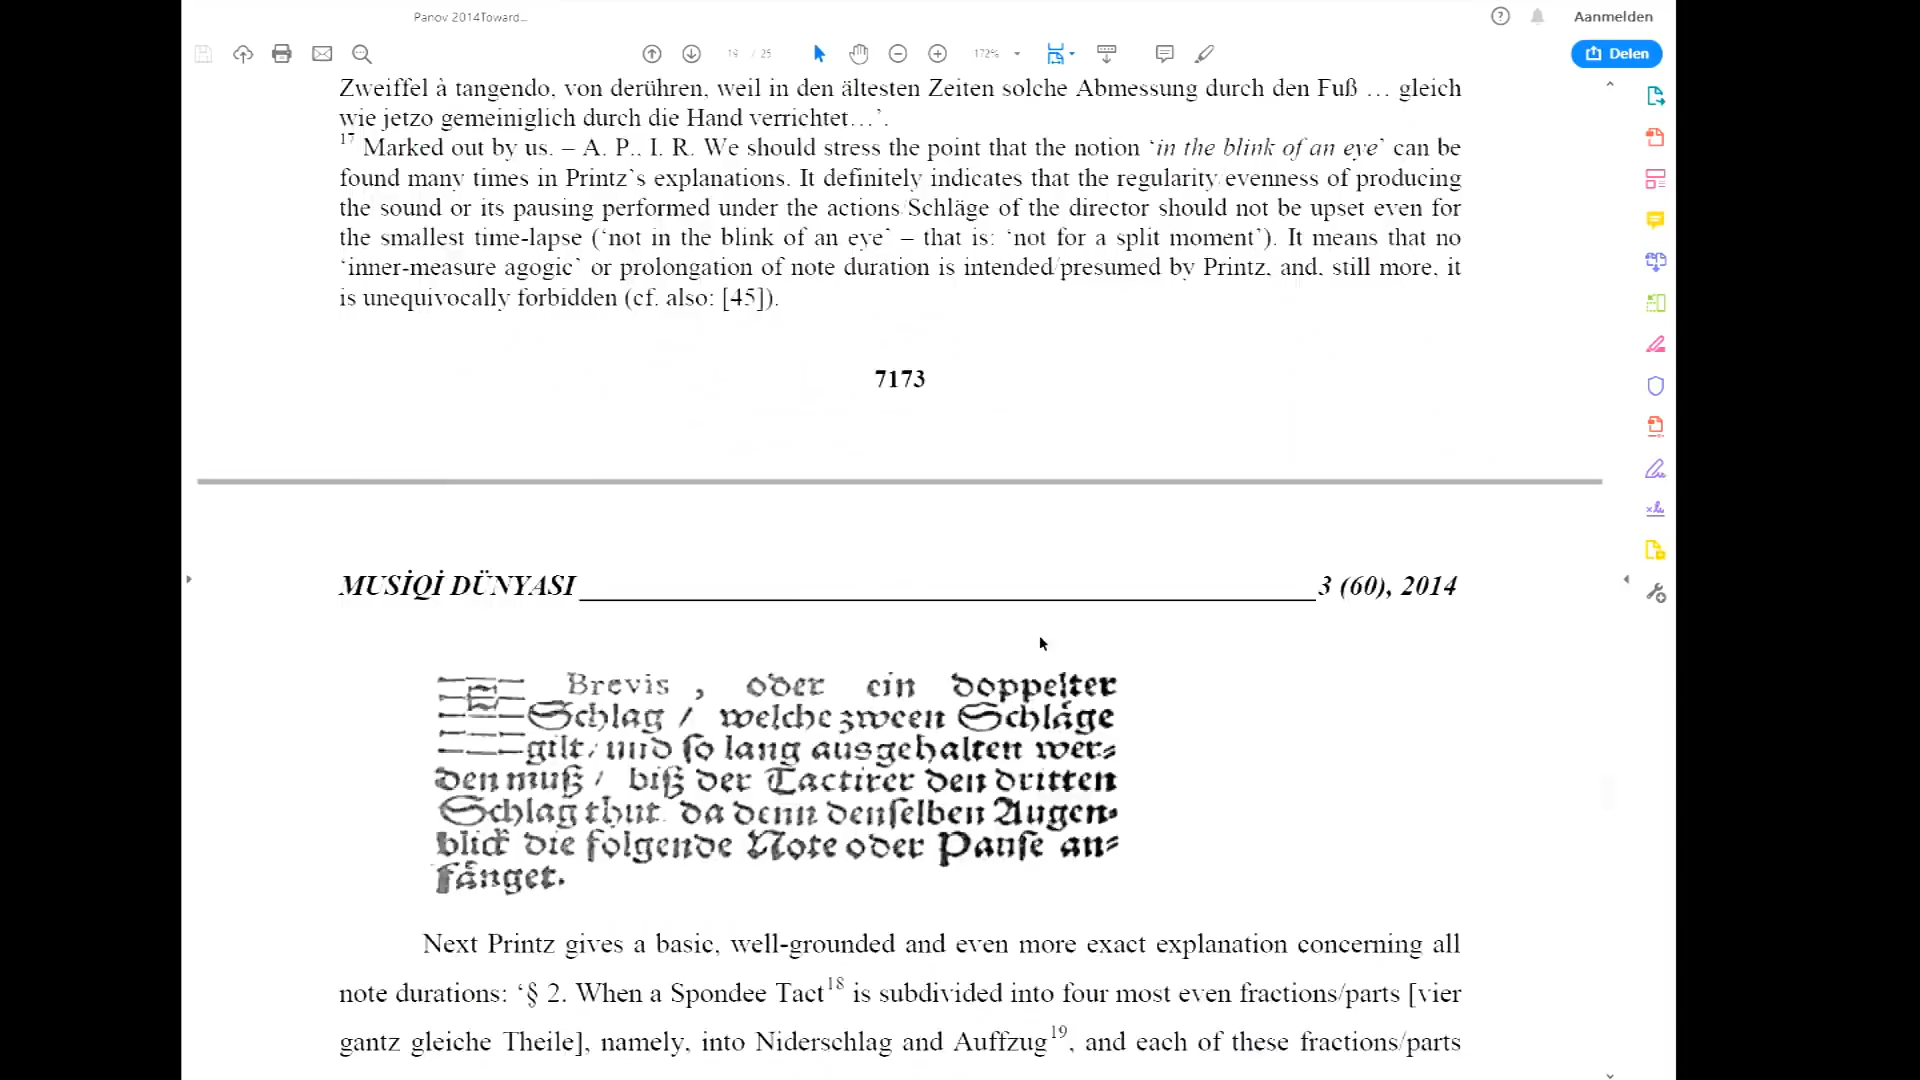 Panov 2014Toward...
Aanmelden
19 / 25
172%
Delen
Zweiffel à tangendo, von derühren, weil in den ältesten Zeiten solche Abmessung durch den Fuß … gleich
wie jetzo gemeiniglich durch die Hand verrichtet…’.
17 Marked out by us. – A. P., I. R. We should stress the point that the notion ‘in the blink of an eye’ can be
found many times in Printz`s explanations. It definitely indicates that the regularity/evenness of producing
the sound or its pausing performed under the actions/Schläge of the director should not be upset even for
the smallest time-lapse (‘not in the blink of an eye’ – that is: ‘not for a split moment’). It means that no
‘inner-measure agogic’ or prolongation of note duration is intended/presumed by Printz, and, still more, it
is unequivocally forbidden (cf. also: [45]).
7173
MUSİQİ DÜNYASI 3 (60), 2014
Brevis, oder ein doppelter
Schlag / welche zween Schläge
gilt/ und so lang ausgehalten wer-
den muß / biß der Tactirer den dritten
Schlag thut da denn denselben Augen-
blick die folgende Note oder Pause an-
fänget.
Next Printz gives a basic, well-grounded and even more exact explanation concerning all
note durations: ‘§ 2. When a Spondee Tact18 is subdivided into four most even fractions/parts [vier
gantz gleiche Theile], namely, into Niderschlag and Auffzug19, and each of these fractions/parts